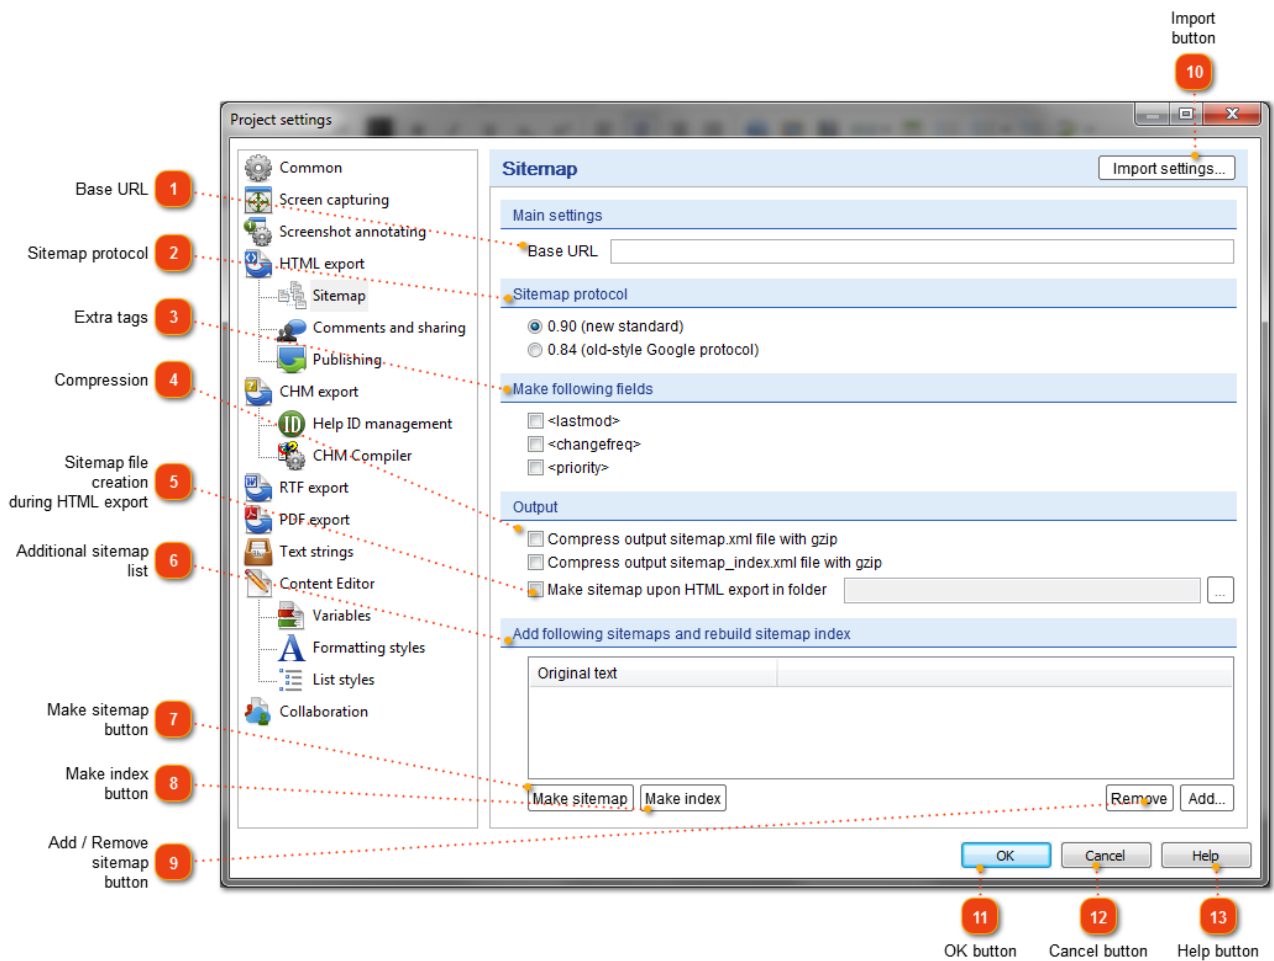 Import
button
10
Project settings
Base URL 1
Sitemap protocol 2
Extra tags 3
Compression 4
Sitemap file
creation
during HTML export
5
Additional sitemap
list
6
Make sitemap
button
7
Make index
button
8
Add / Remove
sitemap
button
9
Common
Screen capturing
Screenshot annotating
HTML export
Sitemap
Comments and sharing
Publishing
CHM export
Help ID management
CHM Compiler
RTF export
PDF export
Text strings
Content Editor
Variables
Formatting styles
List styles
Collaboration
Sitemap
Import settings...
Main settings
Base URL
Sitemap protocol
0.90 (new standard)
0.84 (old-style Google protocol)
Make following fields
<lastmod>
<changefreq>
<priority>
Output
Compress output sitemap.xml file with gzip
Compress output sitemap_index.xml file with gzip
Make sitemap upon HTML export in folder
...
Add following sitemaps and rebuild sitemap index
Original text
Make sitemap Make index Remove Add...
OK Cancel Help
11 12 13
OK button Cancel button Help button